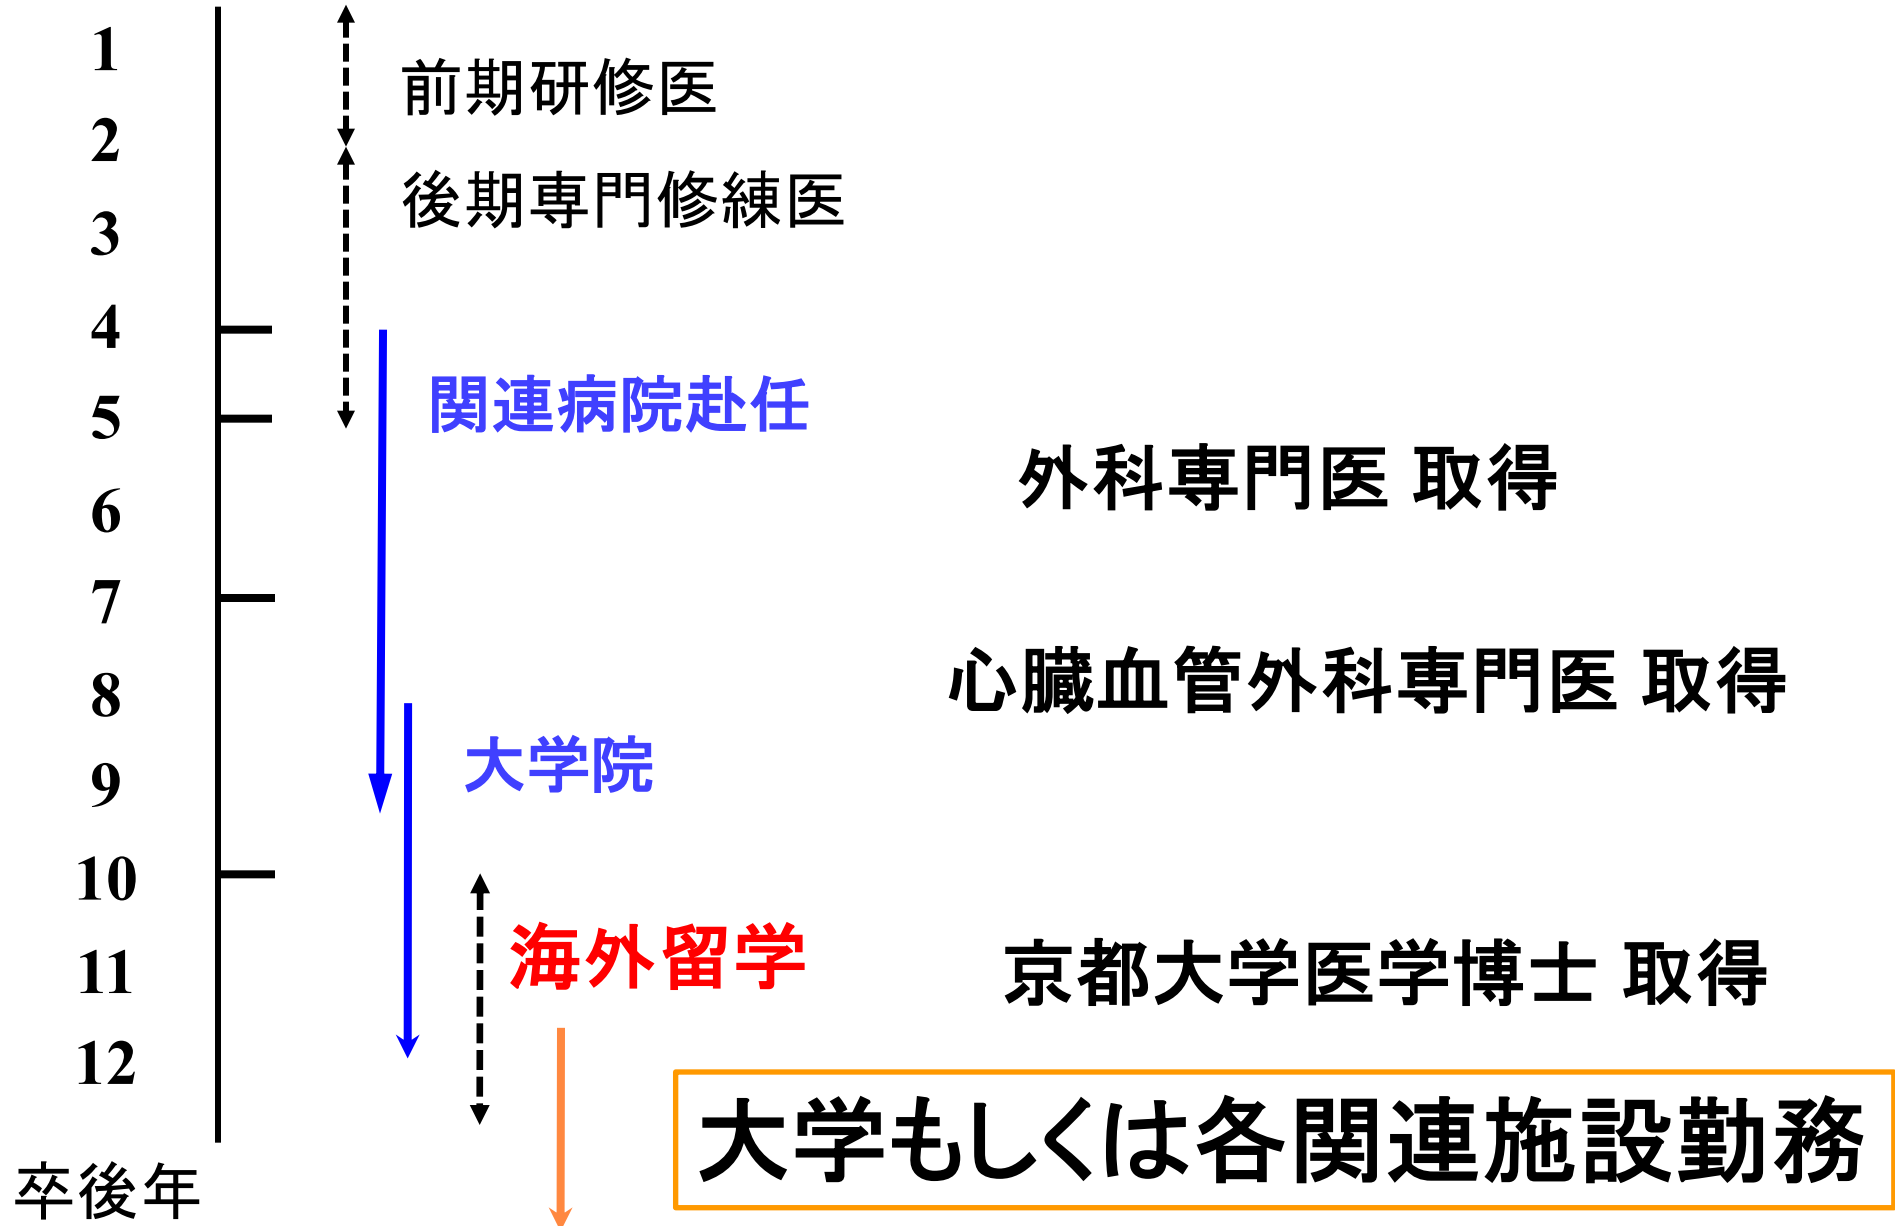 1
前期研修医
2
後期専門修練医
3
4
関連病院赴任
5
外科専門医 取得
6
7
心臓血管外科専門医 取得
8
大学院
9
10
海外留学
京都大学医学博士 取得
11
12
大学もしくは各関連施設勤務
卒後年